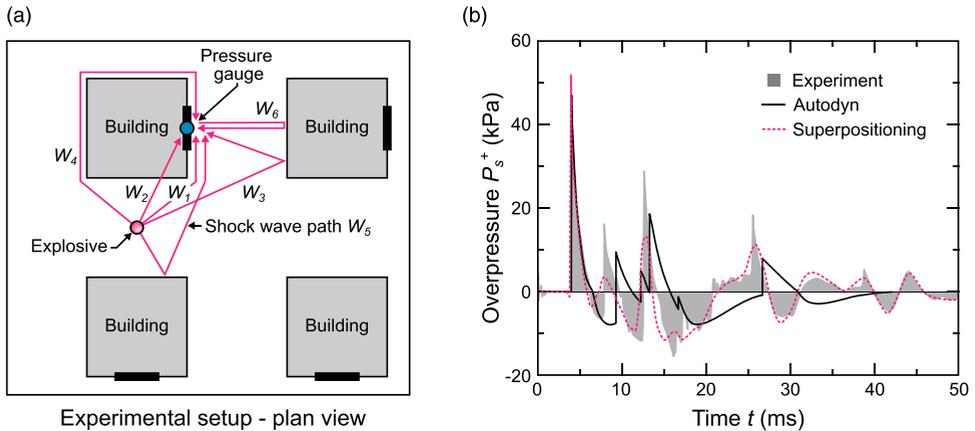 (a)
Pressure
gauge
Building
Building
W6
W4
W2
W1
W3
Explosive
Shock wave path W5
Building
Building
Experimental setup - plan view
(b)
Overpressure Ps+ (kPa)
60
40
20
0
-20
Experiment
Autodyn
Superpositioning
0 10 20 30 40 50
Time t (ms)